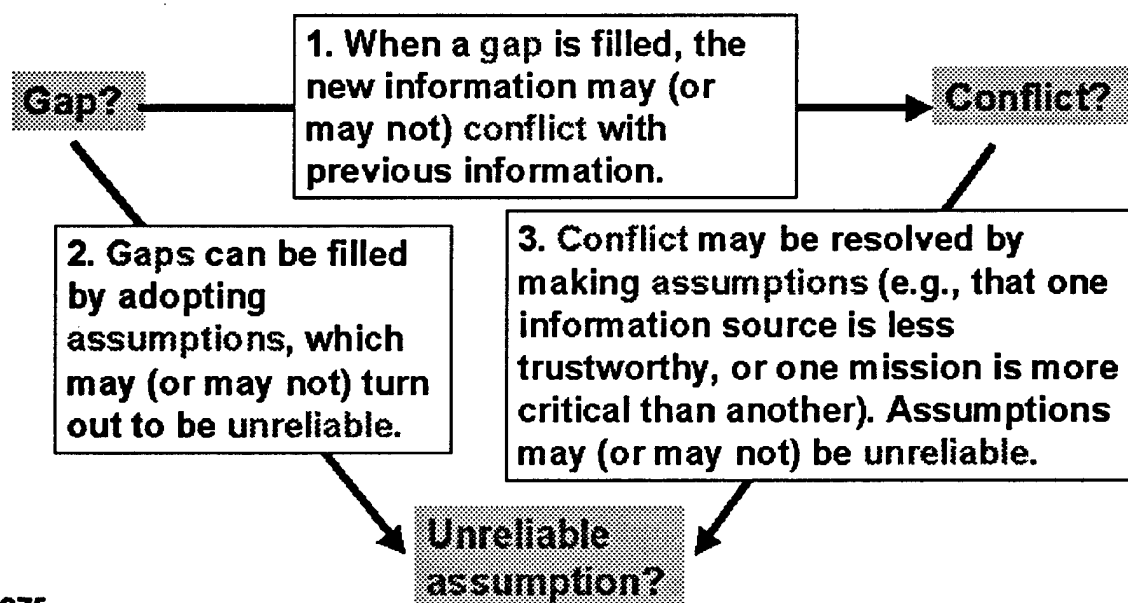 1. When a gap is filled, the
new information may (or
may not) conflict with
previous information.
Gap?
Conflict?
2. Gaps can be filled
by adopting
assumptions, which
may (or may not) turn
out to be unreliable.
3. Conflict may be resolved by
making assumptions (e.g., that one
information source is less
trustworthy, or one mission is more
critical than another). Assumptions
may (or may not) be unreliable.
Unreliable
assumption?